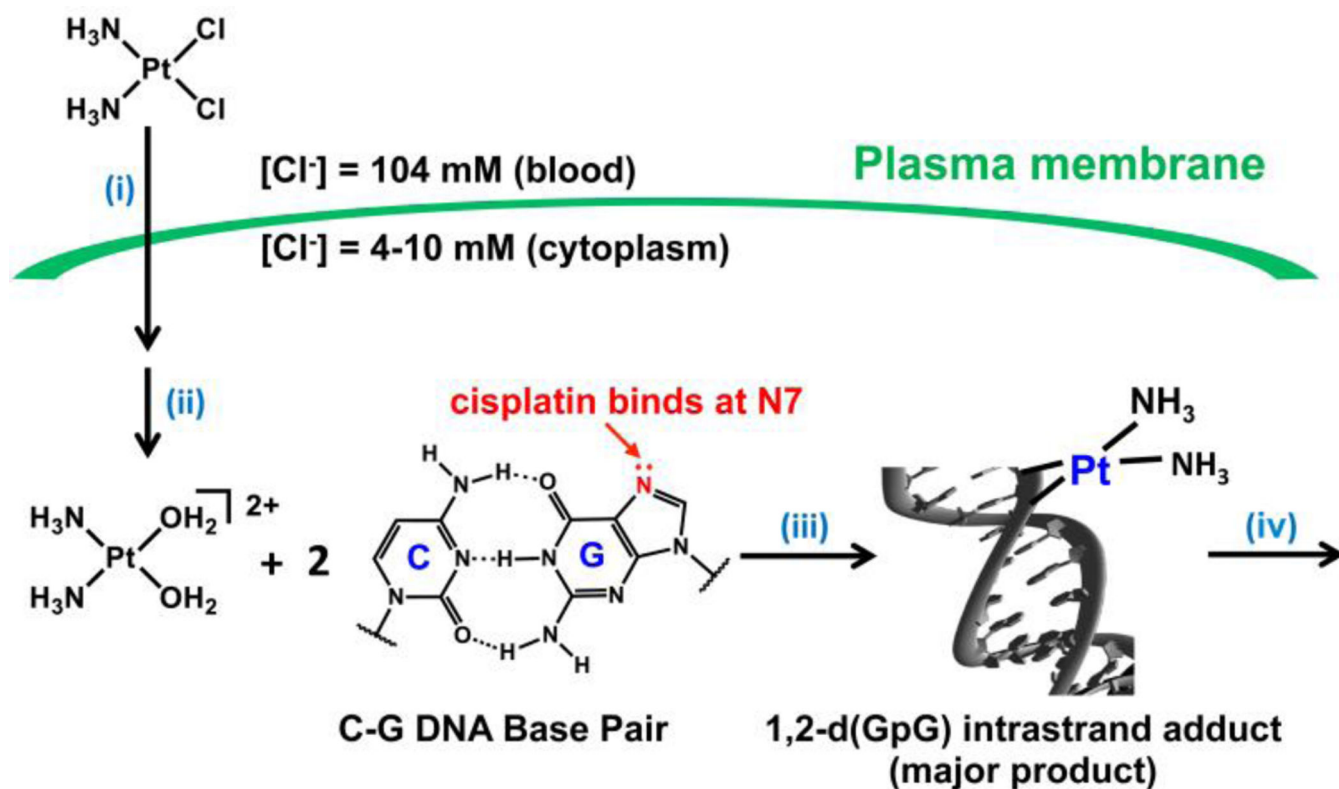 H₃N Cl
Pt
H₃N Cl
(i)
[Cl⁻] = 104 mM (blood)
Plasma membrane
[Cl⁻] = 4-10 mM (cytoplasm)
(ii)
cisplatin binds at N7
H₃N OH₂ 2+
Pt
H₃N OH₂
+ 2
H
N H O N
C N H N G N
N N
O H N
H
(iii)
NH₃
Pt NH₃
(iv)
C-G DNA Base Pair
1,2-d(GpG) intrastrand adduct
(major product)